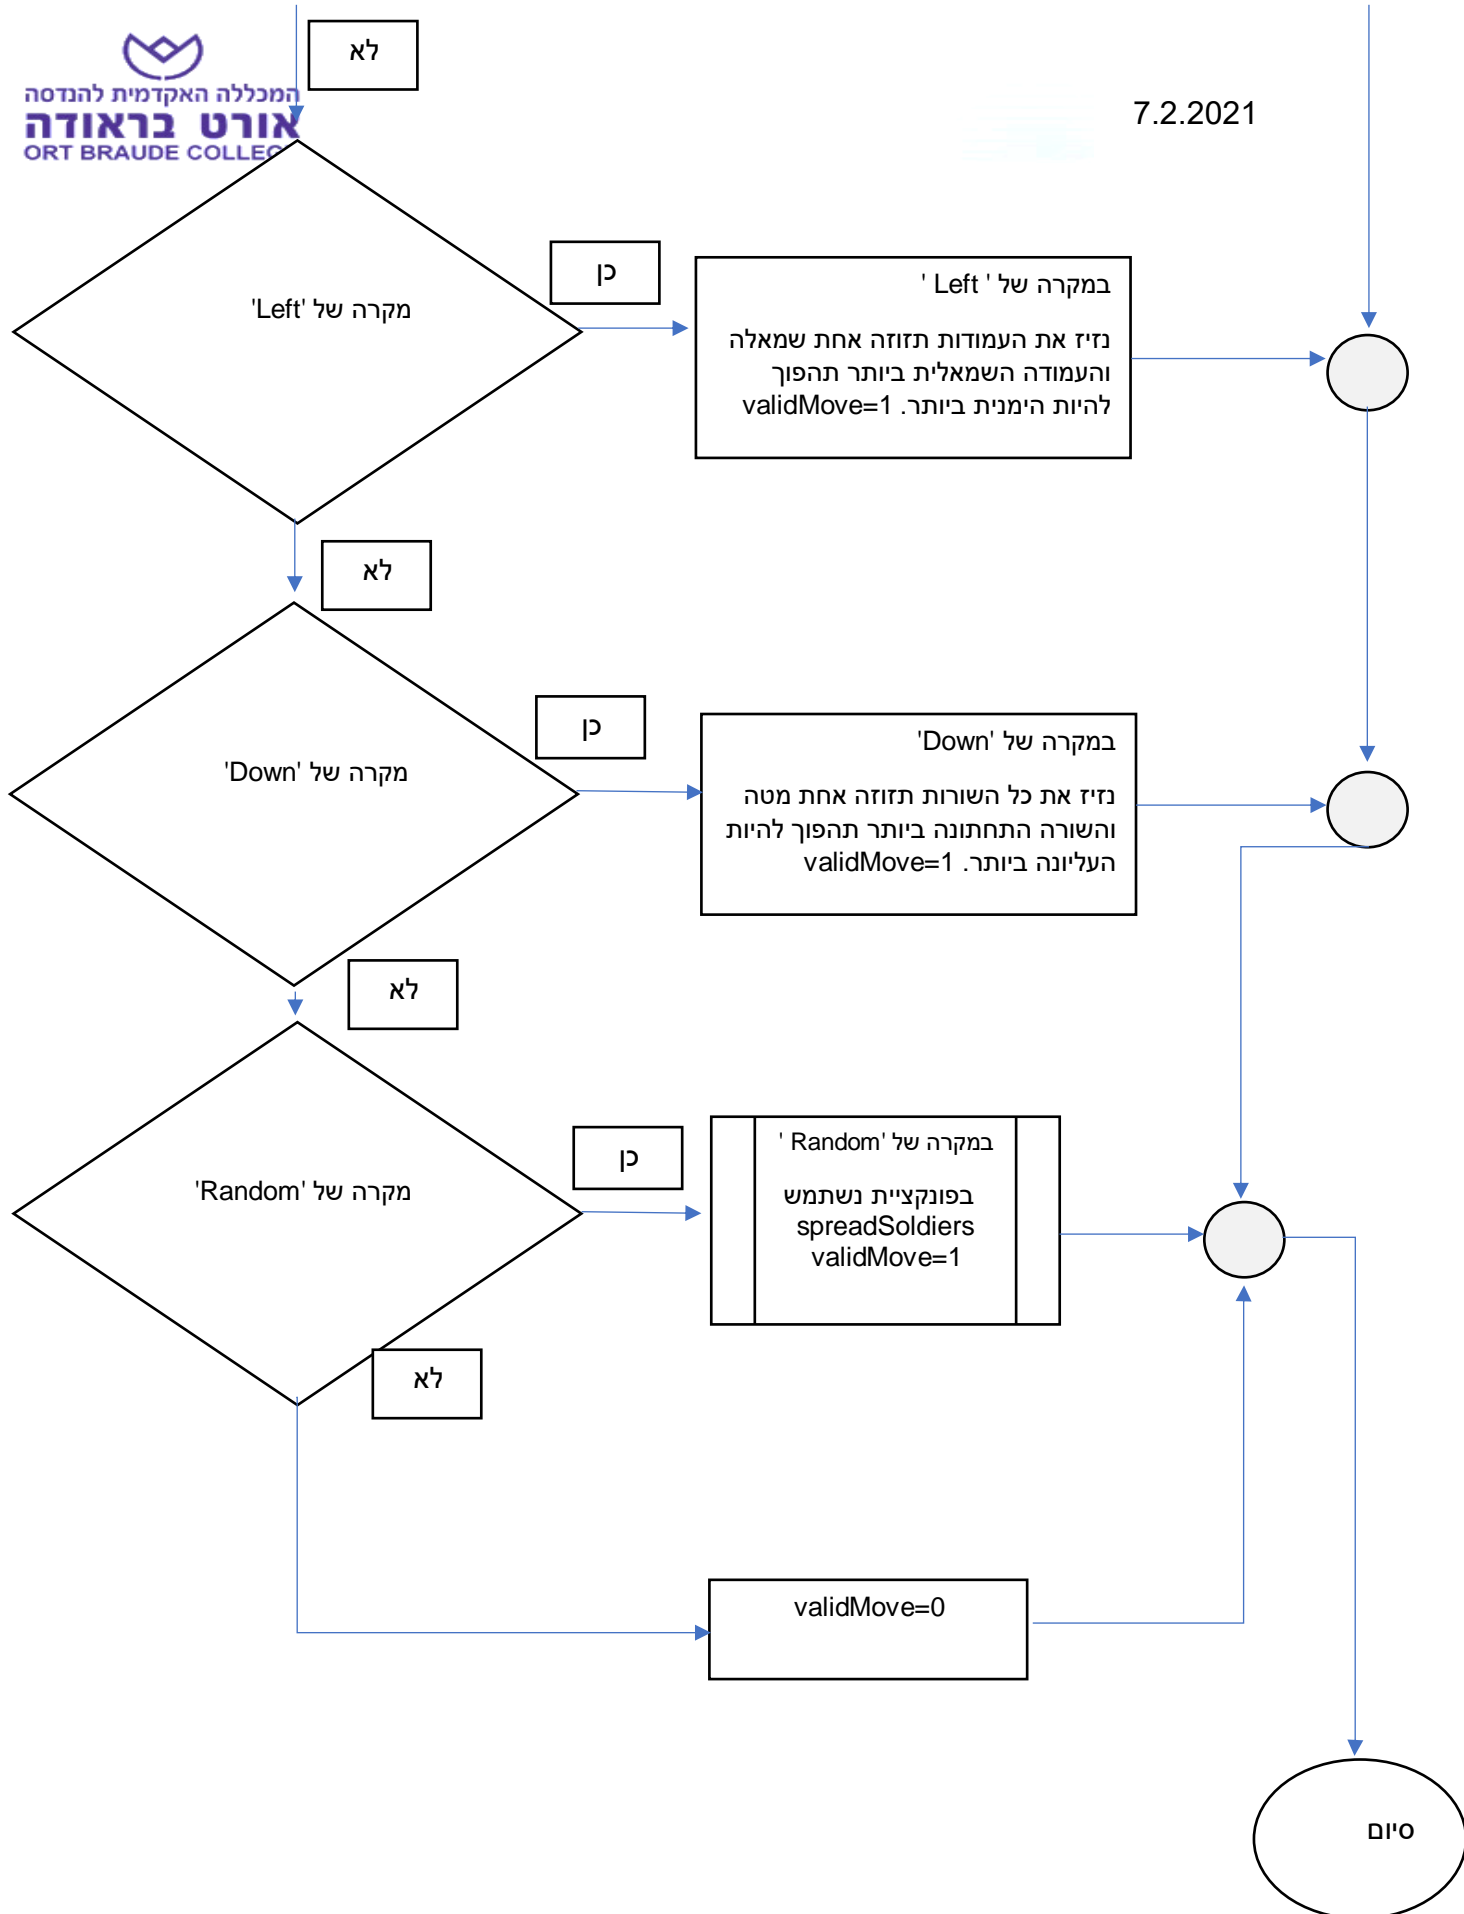 לא
המכללה האקדמית להנדסה
אורט בראודה
ORT BRAUDE
7.2.2021
מקרה של 'Left'
כן
במקרה של ' Left '
נזיז את העמודות תזוזה אחת שמאלה
והעמודה השמאלית ביותר תהפוך
להיות הימנית ביותר. validMove=1
לא
מקרה של 'Down'
כן
במקרה של 'Down'
נזיז את כל השורות תזוזה אחת מטה
והשורה התחתונה ביותר תהפוך להיות
העליונה ביותר. validMove=1
לא
מקרה של 'Random'
כן
במקרה של 'Random '
בפונקציית נשתמש
spreadSoldiers
validMove=1
לא
validMove=0
סיום